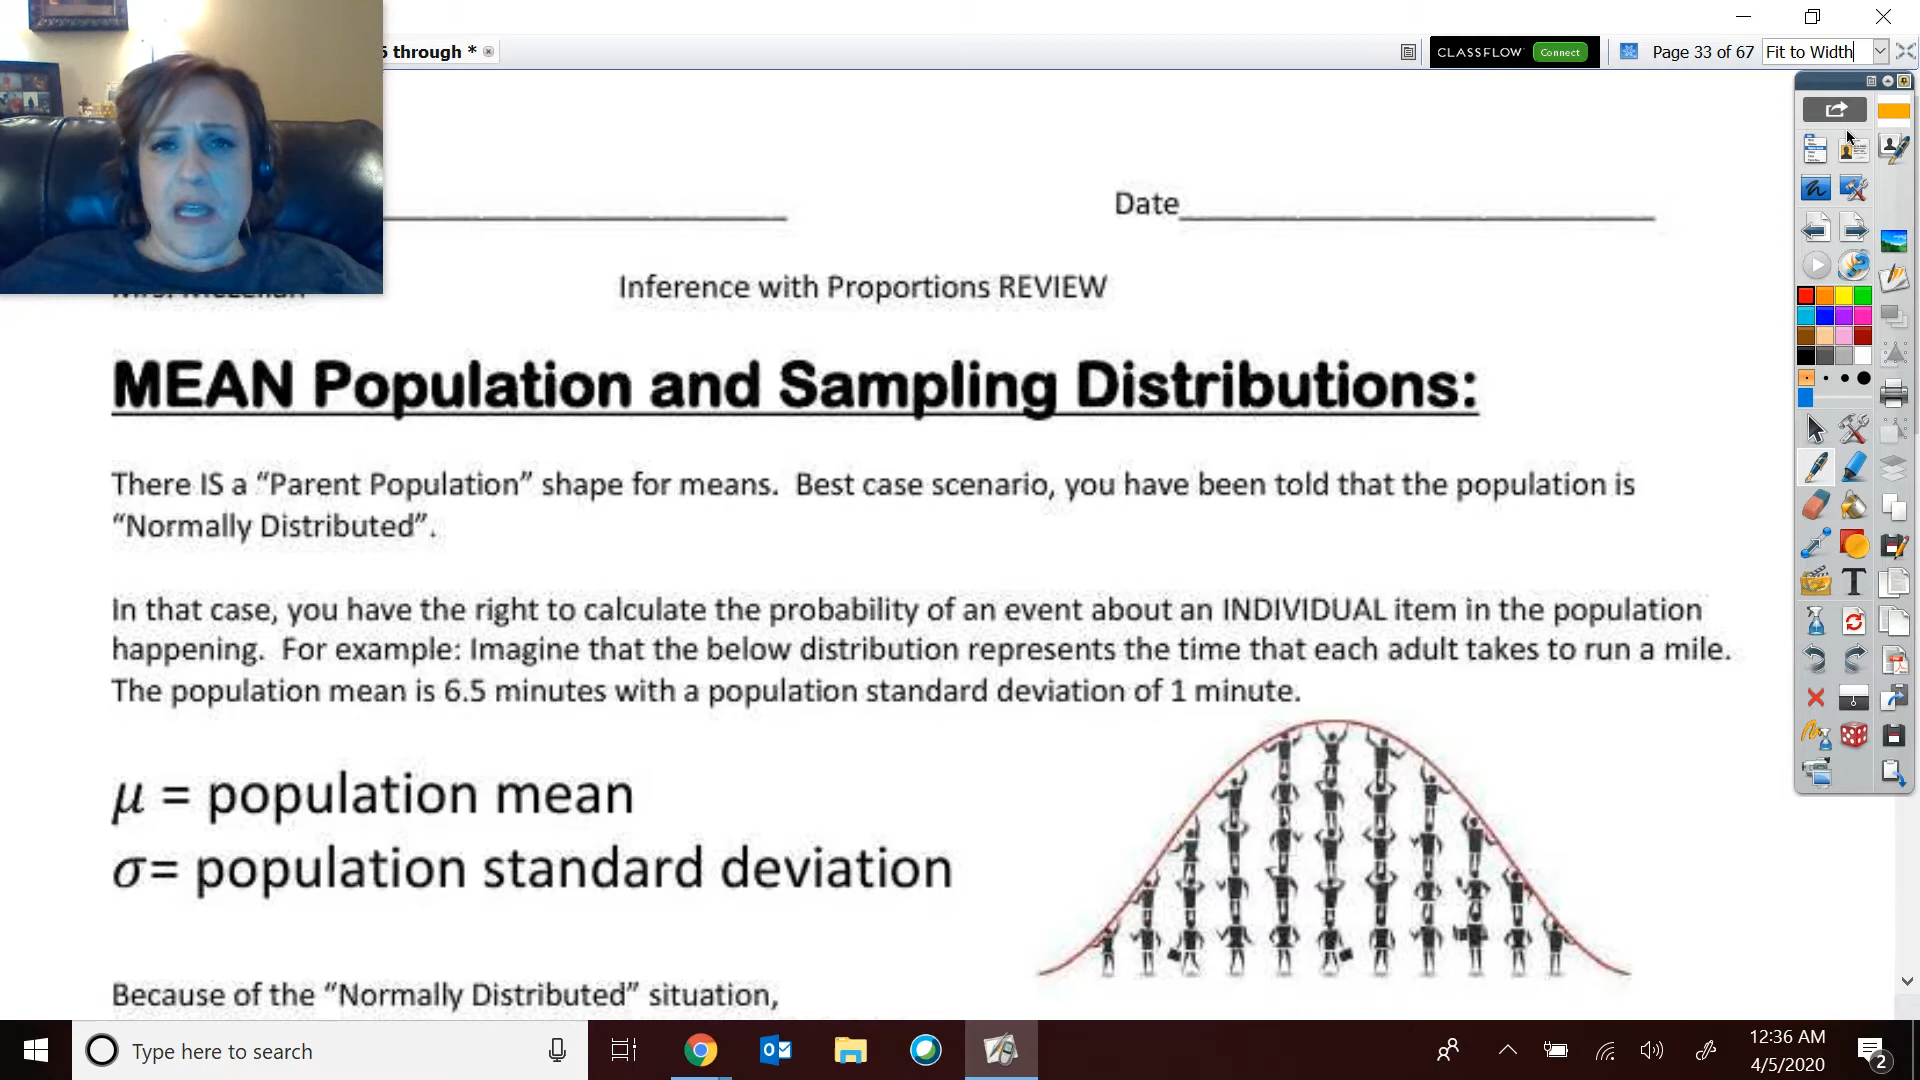 5 through *
CLASSFLOW Connect
Page 33 of 67
Fit to Width
Date
Inference with Proportions REVIEW
MEAN Population and Sampling Distributions:
There IS a “Parent Population” shape for means. Best case scenario, you have been told that the population is
“Normally Distributed”.
In that case, you have the right to calculate the probability of an event about an INDIVIDUAL item in the population
happening. For example: Imagine that the below distribution represents the time that each adult takes to run a mile.
The population mean is 6.5 minutes with a population standard deviation of 1 minute.
μ = population mean
σ= population standard deviation
Because of the “Normally Distributed” situation,
Type here to search
12:36 AM
4/5/2020
2